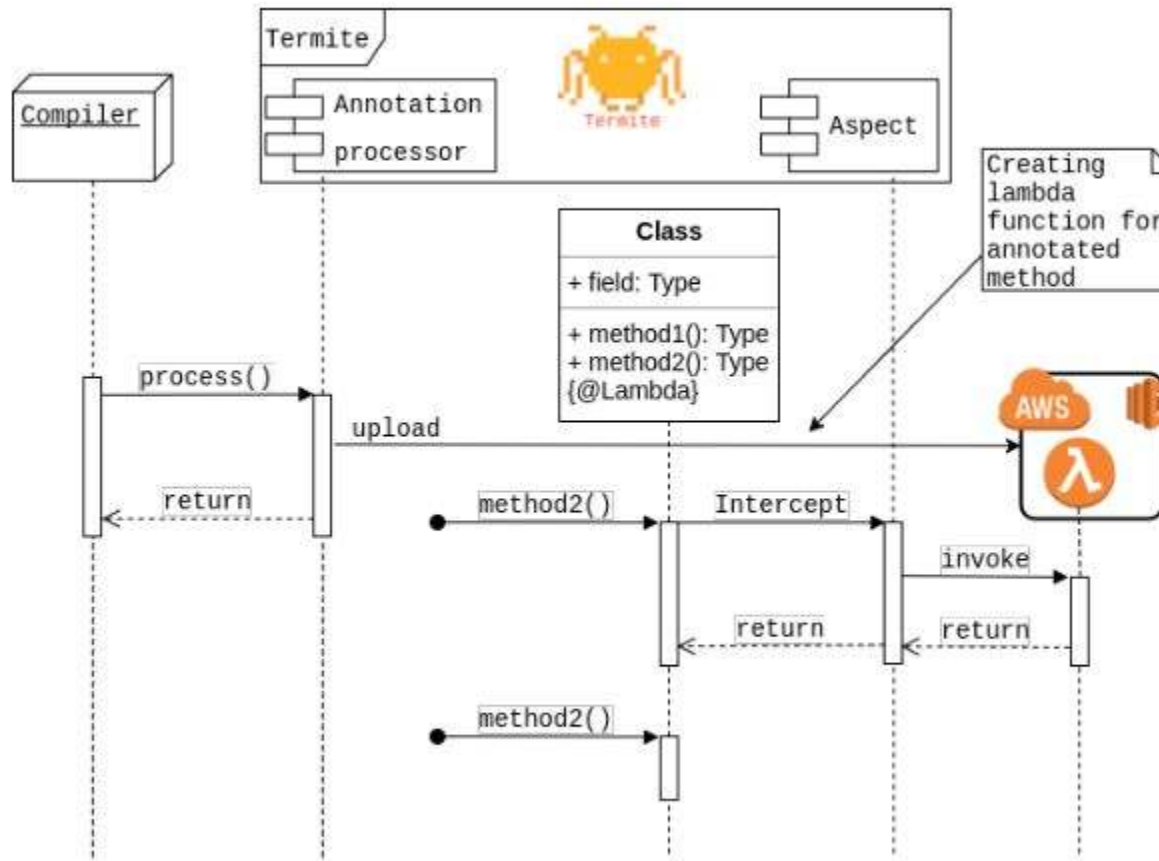 Termite
Compiler
Annotation
processor
Termite
Aspect
Creating
lambda
function for
annotated
method
Class
+ field: Type
+ method1(): Type
+ method2(): Type
{@Lambda}
process()
upload
AWS
λ
return
method2()
Intercept
invoke
return
return
method2()